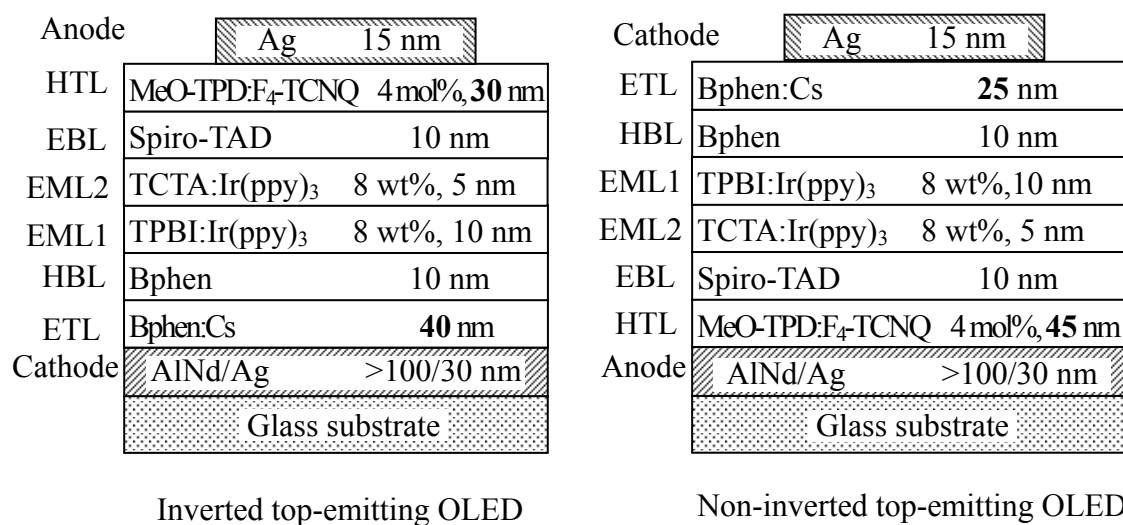 Anode Ag 15 nm
HTL MeO-TPD:F₄-TCNQ 4 mol%, 30 nm
EBL Spiro-TAD 10 nm
EML2 TCTA:Ir(ppy)₃ 8 wt%, 5 nm
EML1 TPBI:Ir(ppy)₃ 8 wt%, 10 nm
HBL Bphen 10 nm
ETL Bphen:Cs 40 nm
Cathode AlNd/Ag >100/30 nm
Glass substrate
Inverted top-emitting OLED
Cathode Ag 15 nm
ETL Bphen:Cs 25 nm
HBL Bphen 10 nm
EML1 TPBI:Ir(ppy)₃ 8 wt%,10 nm
EML2 TCTA:Ir(ppy)₃ 8 wt%, 5 nm
EBL Spiro-TAD 10 nm
HTL MeO-TPD:F₄-TCNQ 4 mol%, 45 nm
Anode AlNd/Ag >100/30 nm
Glass substrate
Non-inverted top-emitting OLED